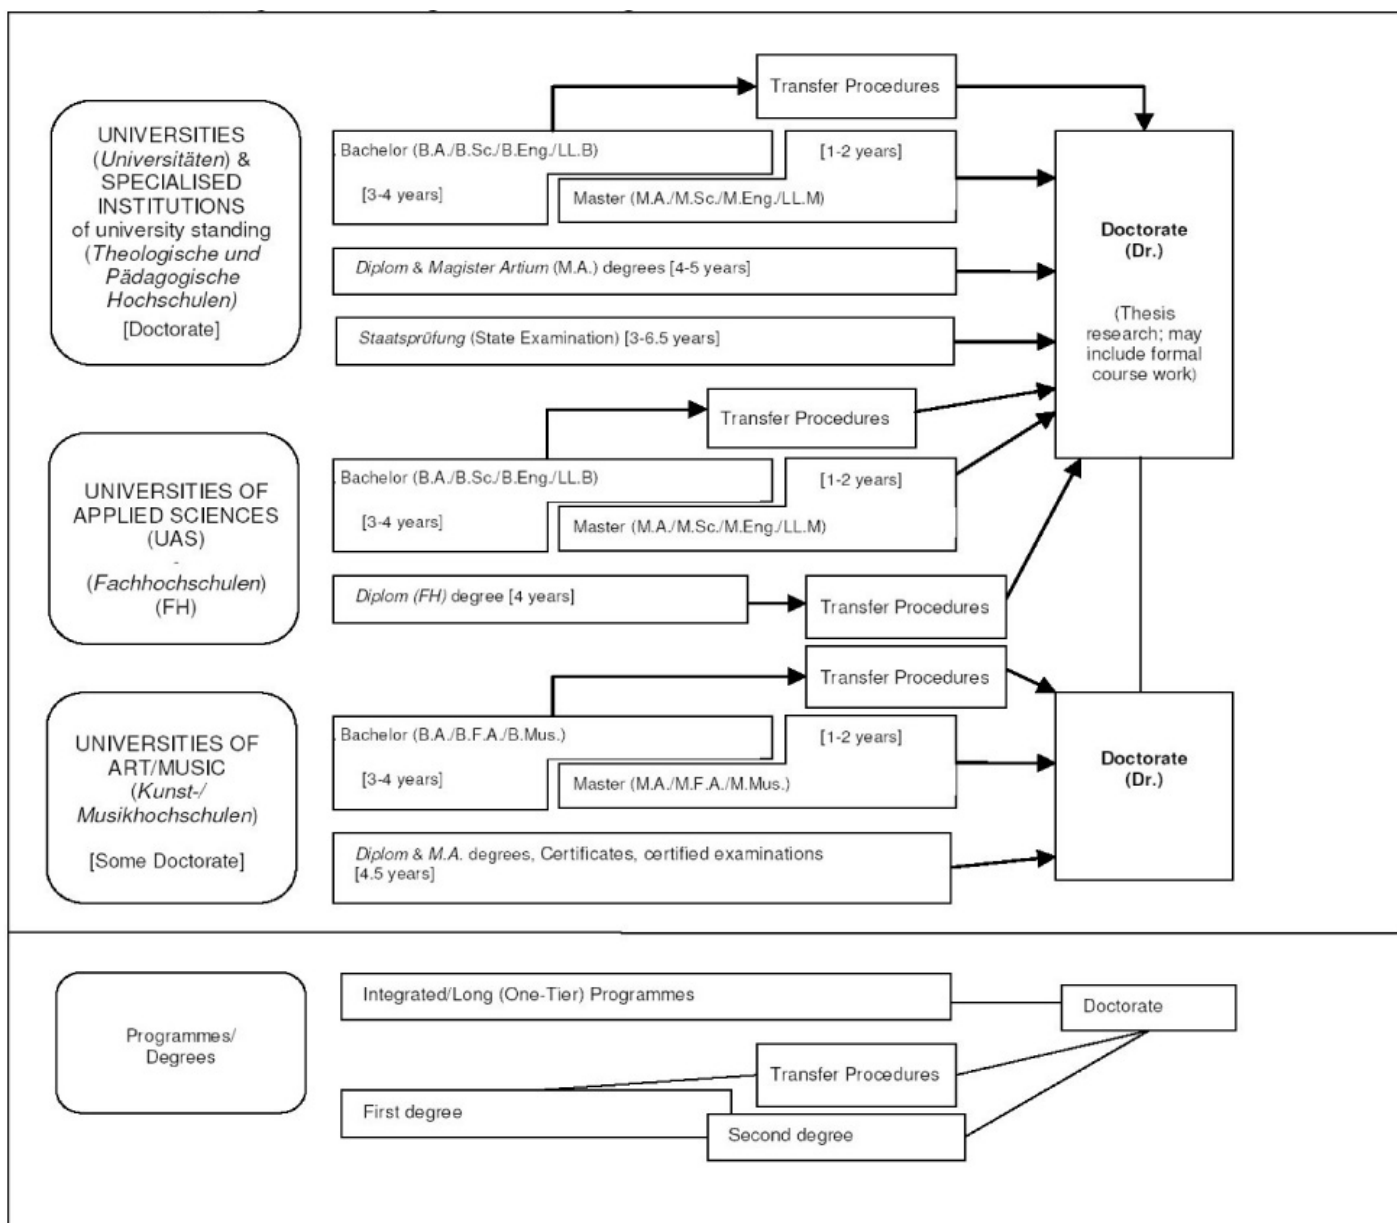 UNIVERSITIES
(Universitäten) &
SPECIALISED
INSTITUTIONS
of university standing
(Theologische und
Pädagogische
Hochschulen)
[Doctorate]
Transfer Procedures
Bachelor (B.A./B.Sc./B.Eng./LL.B)
[1-2 years]
[3-4 years]
Master (M.A./M.Sc./M.Eng./LL.M)
Diplom & Magister Artium (M.A.) degrees [4-5 years]
Staatsprüfung (State Examination) [3-6.5 years]
Doctorate
(Dr.)
(Thesis
research; may
include formal
course work)
UNIVERSITIES OF
APPLIED SCIENCES
(UAS)
-
(Fachhochschulen)
(FH)
Transfer Procedures
Bachelor (B.A./B.Sc./B.Eng./LL.B)
[1-2 years]
[3-4 years]
Master (M.A./M.Sc./M.Eng./LL.M)
Diplom (FH) degree [4 years]
Transfer Procedures
UNIVERSITIES OF
ART/MUSIC
(Kunst-/
Musikhochschulen)
[Some Doctorate]
Transfer Procedures
Bachelor (B.A./B.F.A./B.Mus.)
[1-2 years]
[3-4 years]
Master (M.A./M.F.A./M.Mus.)
Diplom & M.A. degrees, Certificates, certified examinations
[4.5 years]
Doctorate
(Dr.)
Programmes/
Degrees
Integrated/Long (One-Tier) Programmes
Doctorate
Transfer Procedures
First degree
Second degree